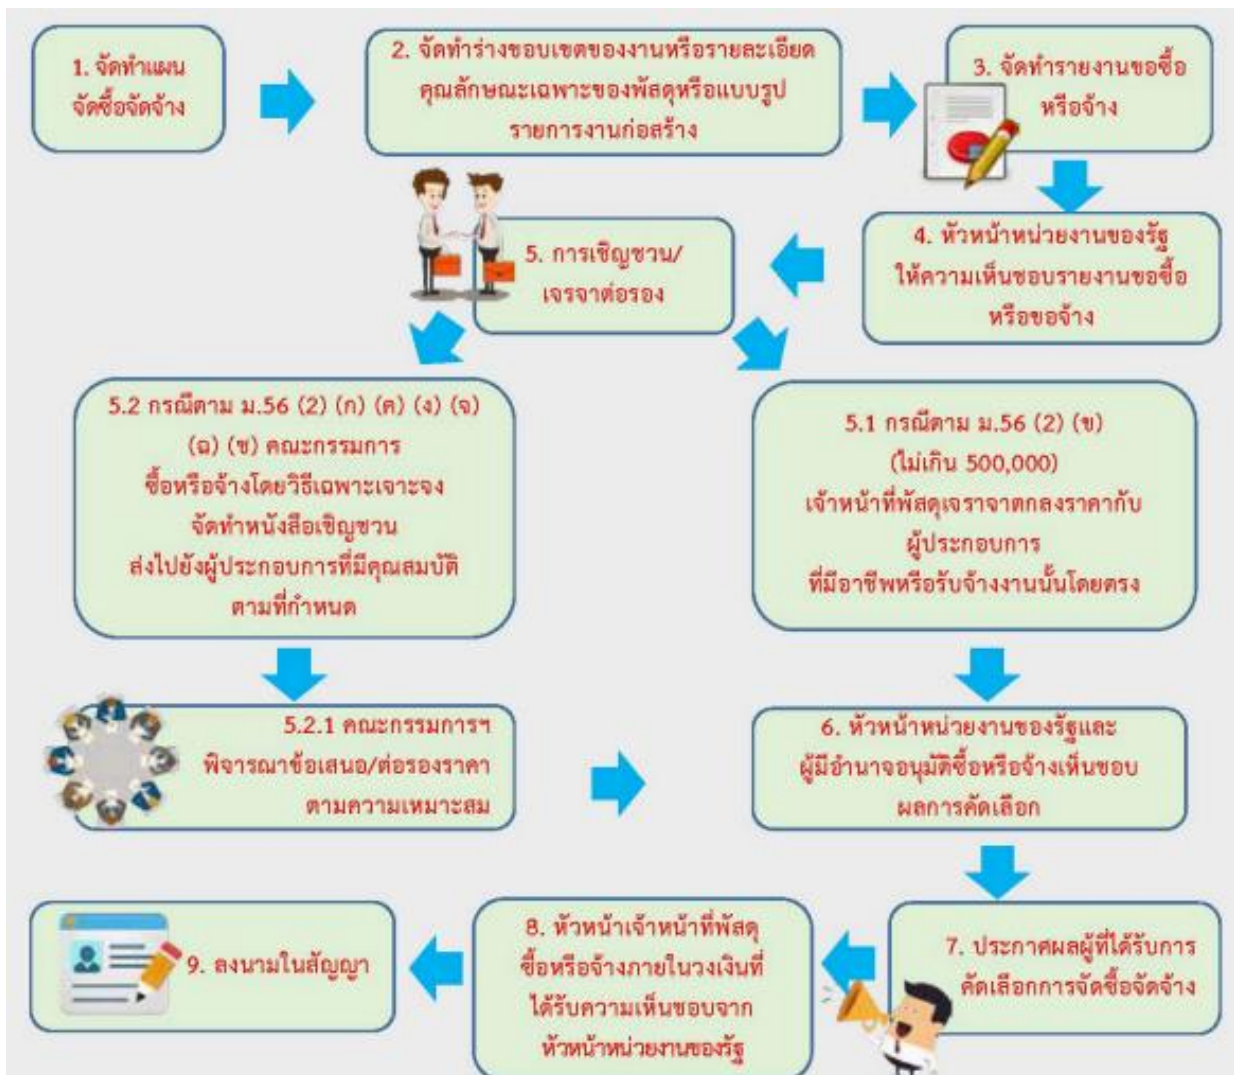 1. จัดทำแผน
จัดซื้อจัดจ้าง
2. จัดทำร่างขอบเขตของงานหรือรายละเอียด
คุณลักษณะเฉพาะของพัสดุหรือแบบรูป
รายการงานก่อสร้าง
3. จัดทำรายงานขอซื้อ
หรือจ้าง
4. หัวหน้าหน่วยงานของรัฐ
ให้ความเห็นชอบรายงานขอซื้อ
หรือขอจ้าง
5. การเชิญชวน/
เจรจาต่อรอง
5.2 กรณีตาม ม.56 (2) (ก) (ค) (ง) (จ)
(ฉ) (ช) คณะกรรมการ
ซื้อหรือจ้างโดยวิธีเฉพาะเจาะจง
จัดทำหนังสือเชิญชวน
ส่งไปยังผู้ประกอบการที่มีคุณสมบัติ
ตามที่กำหนด
5.1 กรณีตาม ม.56 (2) (ข)
(ไม่เกิน 500,000)
เจ้าหน้าที่พัสดุเจราจาตกลงราคากับ
ผู้ประกอบการ
ที่มีอาชีพหรือรับจ้างงานนั้นโดยตรง
5.2.1 คณะกรรมการฯ
พิจารณาข้อเสนอ/ต่อรองราคา
ตามความเหมาะสม
6. หัวหน้าหน่วยงานของรัฐและ
ผู้มีอำนาจอนุมัติซื้อหรือจ้างเห็นชอบ
ผลการคัดเลือก
7. ประกาศผลผู้ที่ได้รับการ
คัดเลือกการจัดซื้อจัดจ้าง
8. หัวหน้าเจ้าหน้าที่พัสดุ
ซื้อหรือจ้างภายในวงเงินที่
ได้รับความเห็นชอบจาก
หัวหน้าหน่วยงานของรัฐ
9. ลงนามในสัญญา